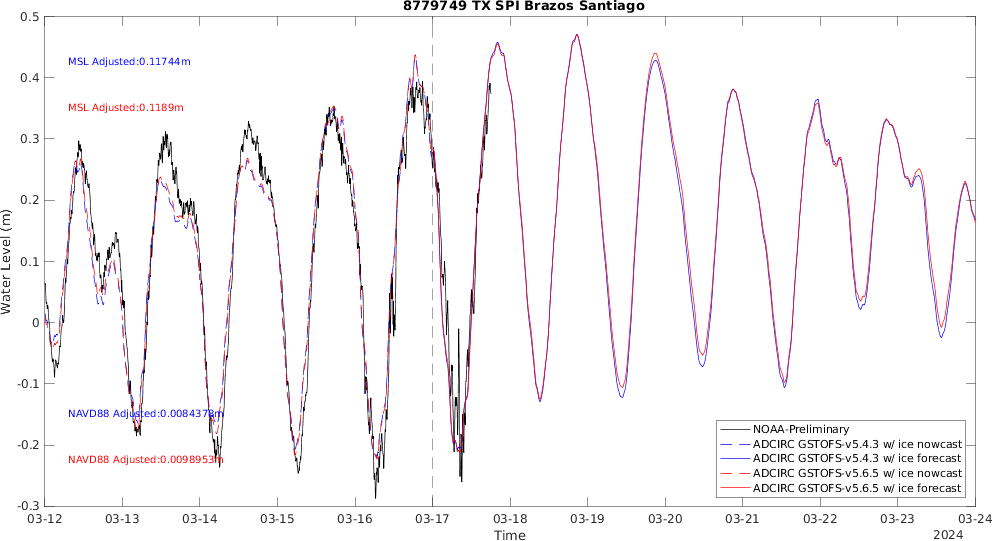 8779749 TX SPI Brazos Santiago
0.5
0.4
0.3
0.2
0.1
0
-0.1
-0.2
-0.3
Water Level (m)
MSL Adjusted:0.11744m
MSL Adjusted:0.1189m
NAVD88 Adjusted:0.0084373m
NAVD88 Adjusted:0.0098953m
NOAA-Preliminary
ADCIRC GSTOFS-v5.4.3 w/ ice nowcast
ADCIRC GSTOFS-v5.4.3 w/ ice forecast
ADCIRC GSTOFS-v5.6.5 w/ ice nowcast
ADCIRC GSTOFS-v5.6.5 w/ ice forecast
03-12 03-13 03-14 03-15 03-16 03-17 03-18 03-19 03-20 03-21 03-22 03-23 03-24
Time
2024